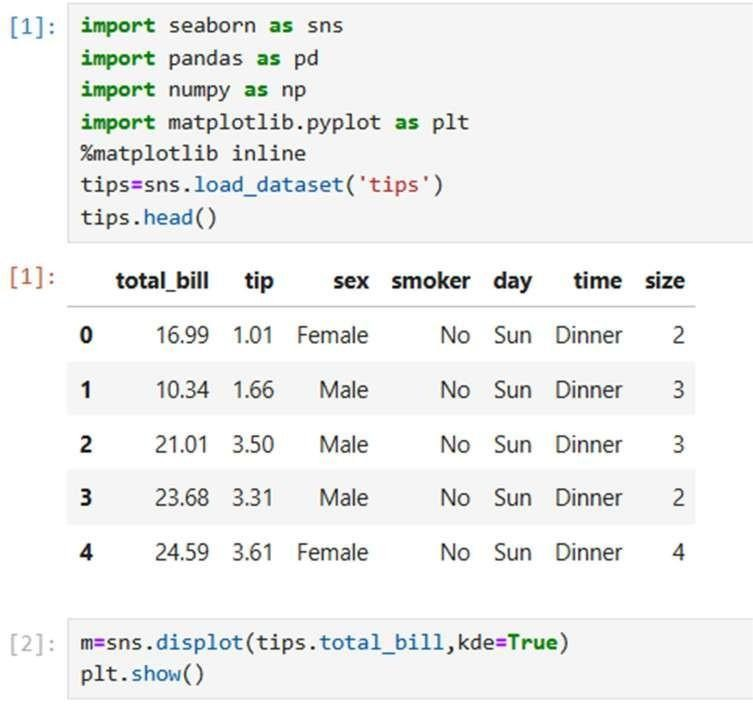 [1]: import seaborn as sns
import pandas as pd
import numpy as np
import matplotlib.pyplot as plt
%matplotlib inline
tips=sns.load_dataset('tips')
tips.head()
[1]: total_bill tip sex smoker day time size
0 16.99 1.01 Female No Sun Dinner 2
1 10.34 1.66 Male No Sun Dinner 3
2 21.01 3.50 Male No Sun Dinner 3
3 23.68 3.31 Male No Sun Dinner 2
4 24.59 3.61 Female No Sun Dinner 4
[2]: m=sns.displot(tips.total_bill,kde=True)
plt.show()